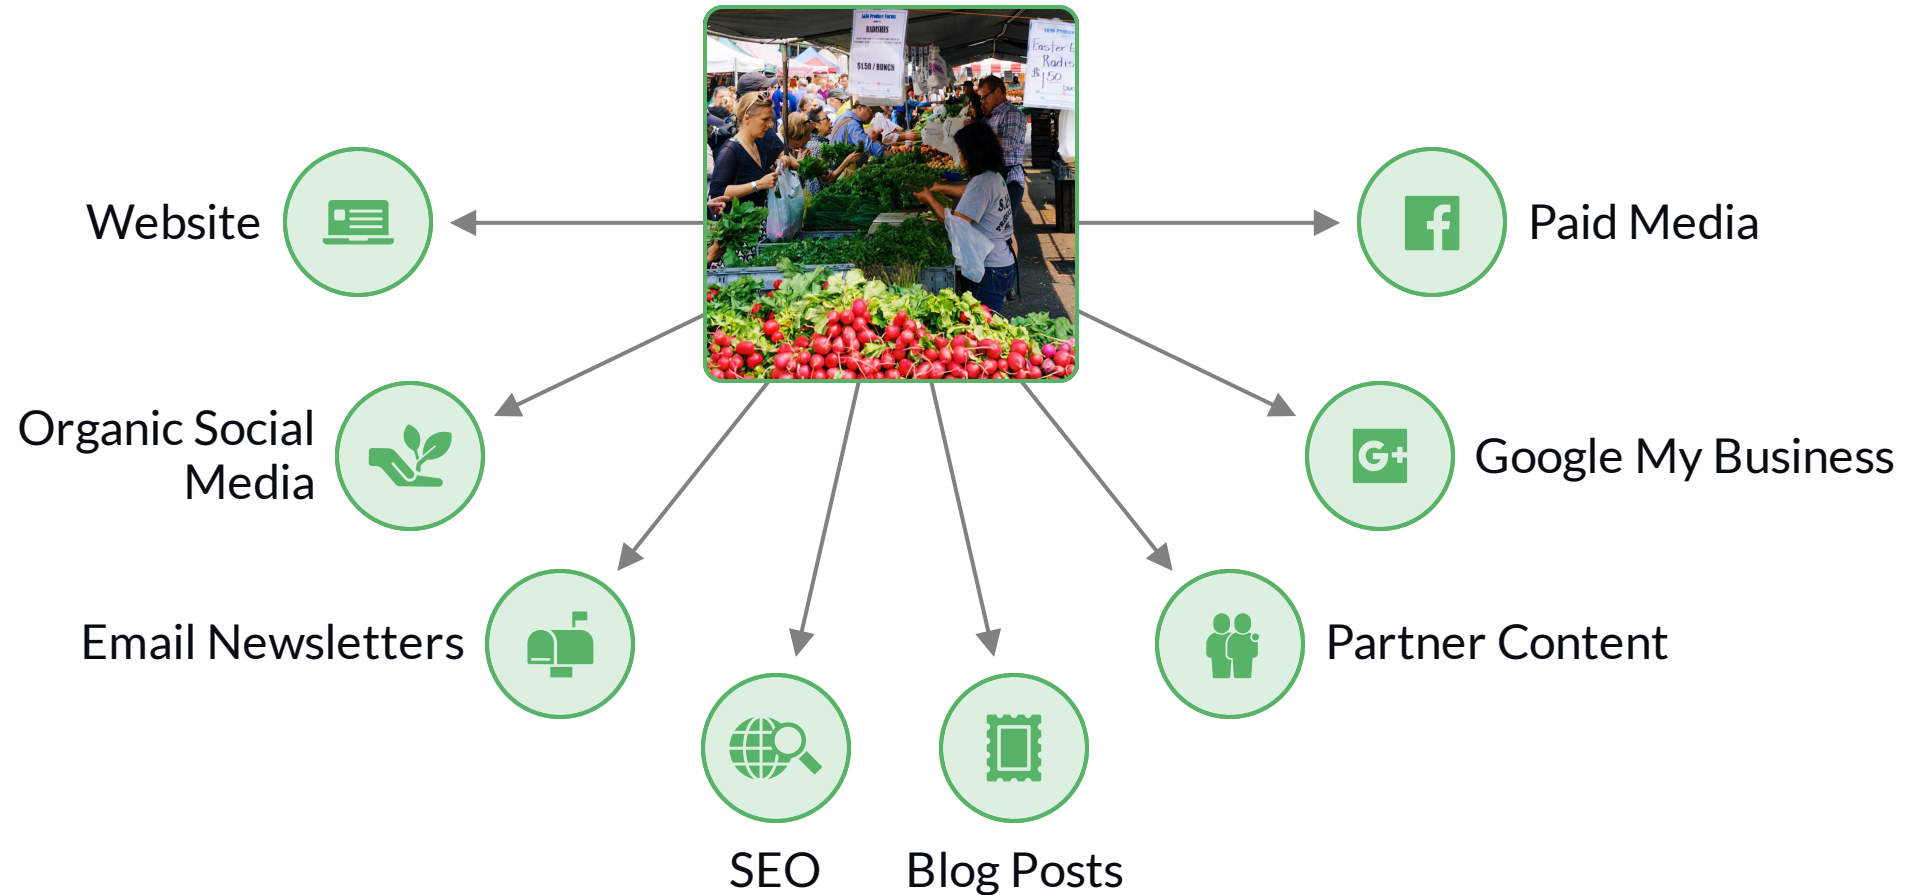 RADISHES
$1.50 / BUNCH
Easter E
Radis
$1.50
Website
Paid Media
Organic Social
Media
G+
Google My Business
Email Newsletters
Partner Content
SEO
Blog Posts